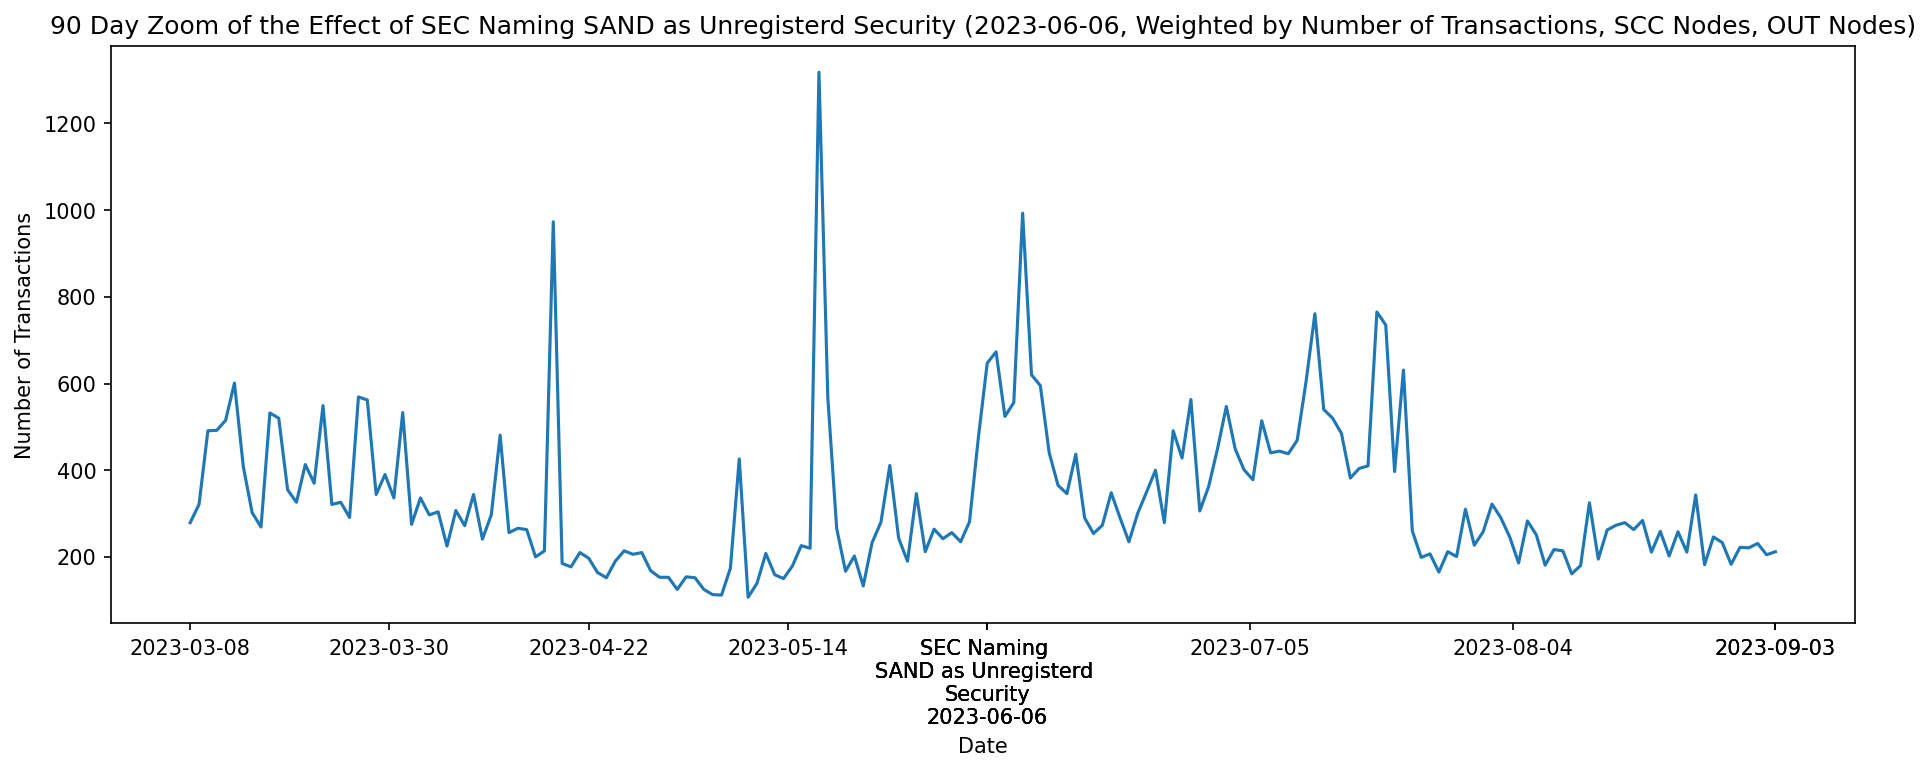 90 Day Zoom of the Effect of SEC Naming SAND as Unregisterd Security (2023-06-06, Weighted by Number of Transactions, SCC Nodes, OUT Nodes)
Number of Transactions
1200
1000
800
600
400
200
2023-03-08
2023-03-30
2023-04-22
2023-05-14
SEC Naming
SAND as Unregisterd
Security
2023-06-06
2023-07-05
2023-08-04
2023-09-03
Date